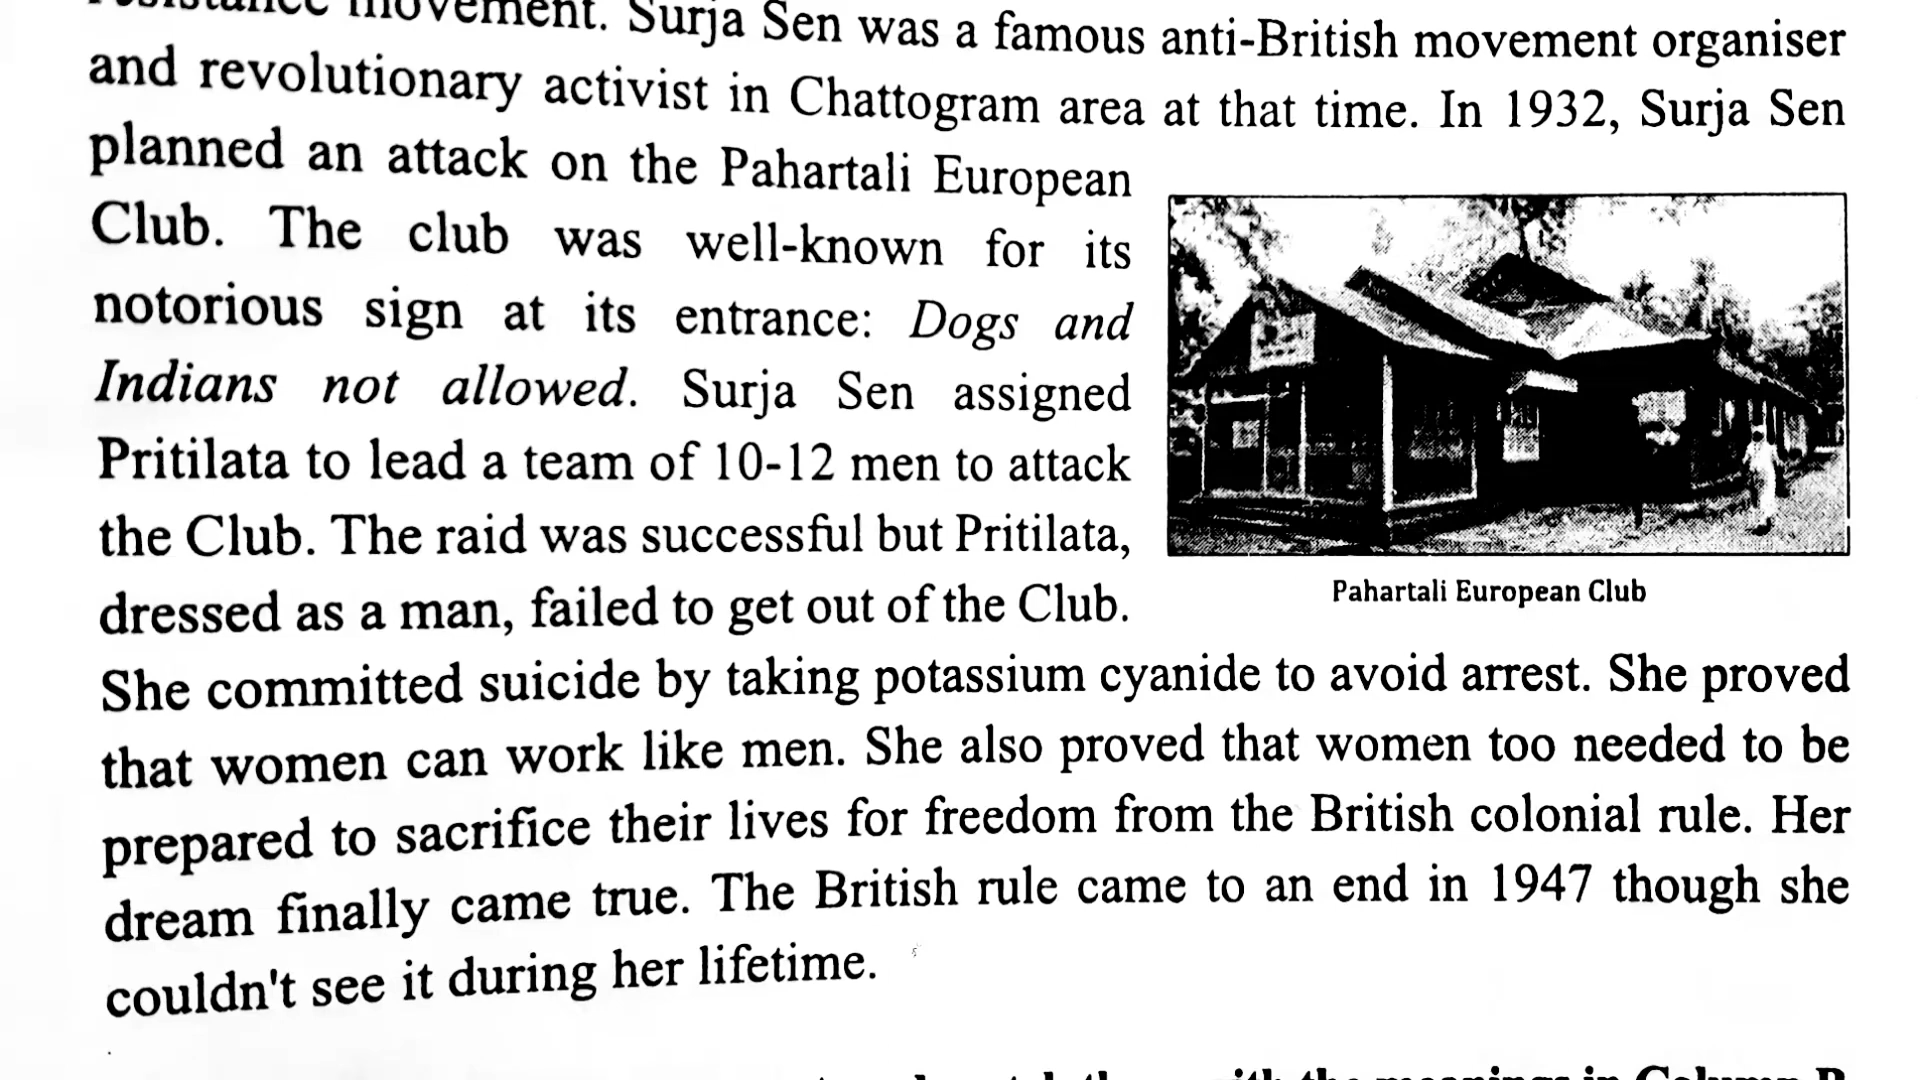 resistance movement. Surja Sen was a famous anti-British movement organiser
and revolutionary activist in Chattogram area at that time. In 1932, Surja Sen
planned an attack on the Pahartali European
Club. The club was well-known for its
notorious sign at its entrance: Dogs and
Indians not allowed. Surja Sen assigned
Pritilata to lead a team of 10-12 men to attack
the Club. The raid was successful but Pritilata,
dressed as a man, failed to get out of the Club.
Pahartali European Club
She committed suicide by taking potassium cyanide to avoid arrest. She proved
that women can work like men. She also proved that women too needed to be
prepared to sacrifice their lives for freedom from the British colonial rule. Her
dream finally came true. The British rule came to an end in 1947 though she
couldn't see it during her lifetime.
with the meanings in Column B